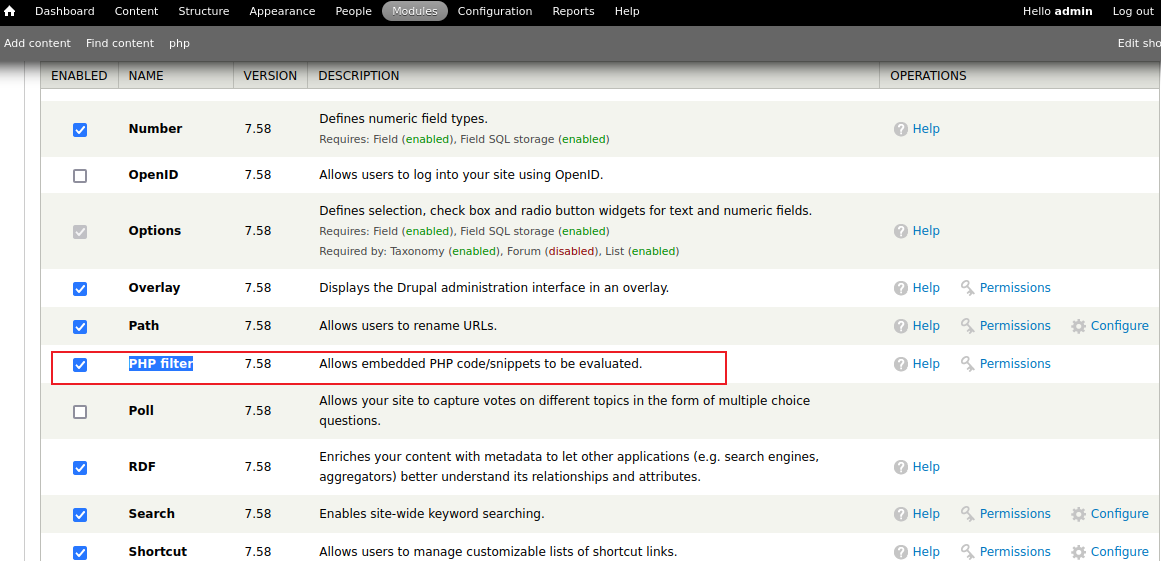 Dashboard Content Structure Appearance People Modules Configuration Reports Help Hello admin Log out
Add content Find content php Edit sho
ENABLED NAME VERSION DESCRIPTION OPERATIONS
Number 7.58 Defines numeric field types. Help
Requires: Field (enabled), Field SQL storage (enabled)
OpenID 7.58 Allows users to log into your site using OpenID.
Defines selection, check box and radio button widgets for text and numeric fields.
Options 7.58 Requires: Field (enabled), Field SQL storage (enabled) Help
Required by: Taxonomy (enabled), Forum (disabled), List (enabled)
Overlay 7.58 Displays the Drupal administration interface in an overlay. Help Permissions
Path 7.58 Allows users to rename URLs. Help Permissions Configure
PHP filter 7.58 Allows embedded PHP code/snippets to be evaluated. Help Permissions
Poll 7.58 Allows your site to capture votes on different topics in the form of multiple choice
questions.
RDF 7.58 Enriches your content with metadata to let other applications (e.g. search engines, Help
aggregators) better understand its relationships and attributes.
Search 7.58 Enables site-wide keyword searching. Help Permissions Configure
Shortcut 7.58 Allows users to manage customizable lists of shortcut links. Help Permissions Configure